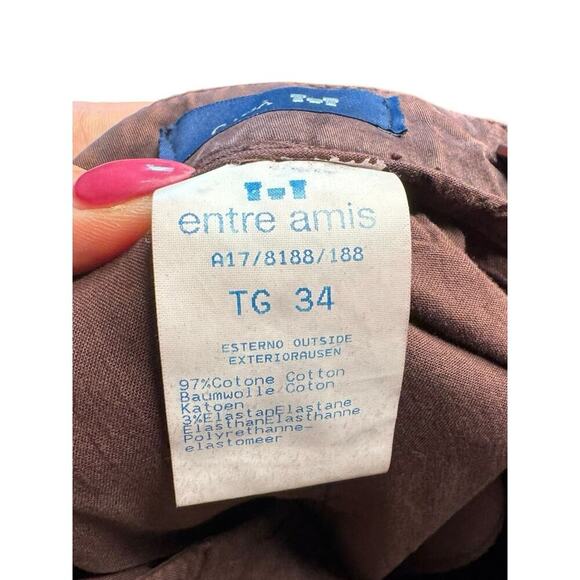 entre amis
A17/8188/188
TG 34
ESTERNO OUTSIDE
EXTERIORAUSEN
97%Cotone Cotton
Baumwolle Coton
Katoen
3%ElastanElastane
ElasthanElasthanne
Polyrethanne-
elastomeer